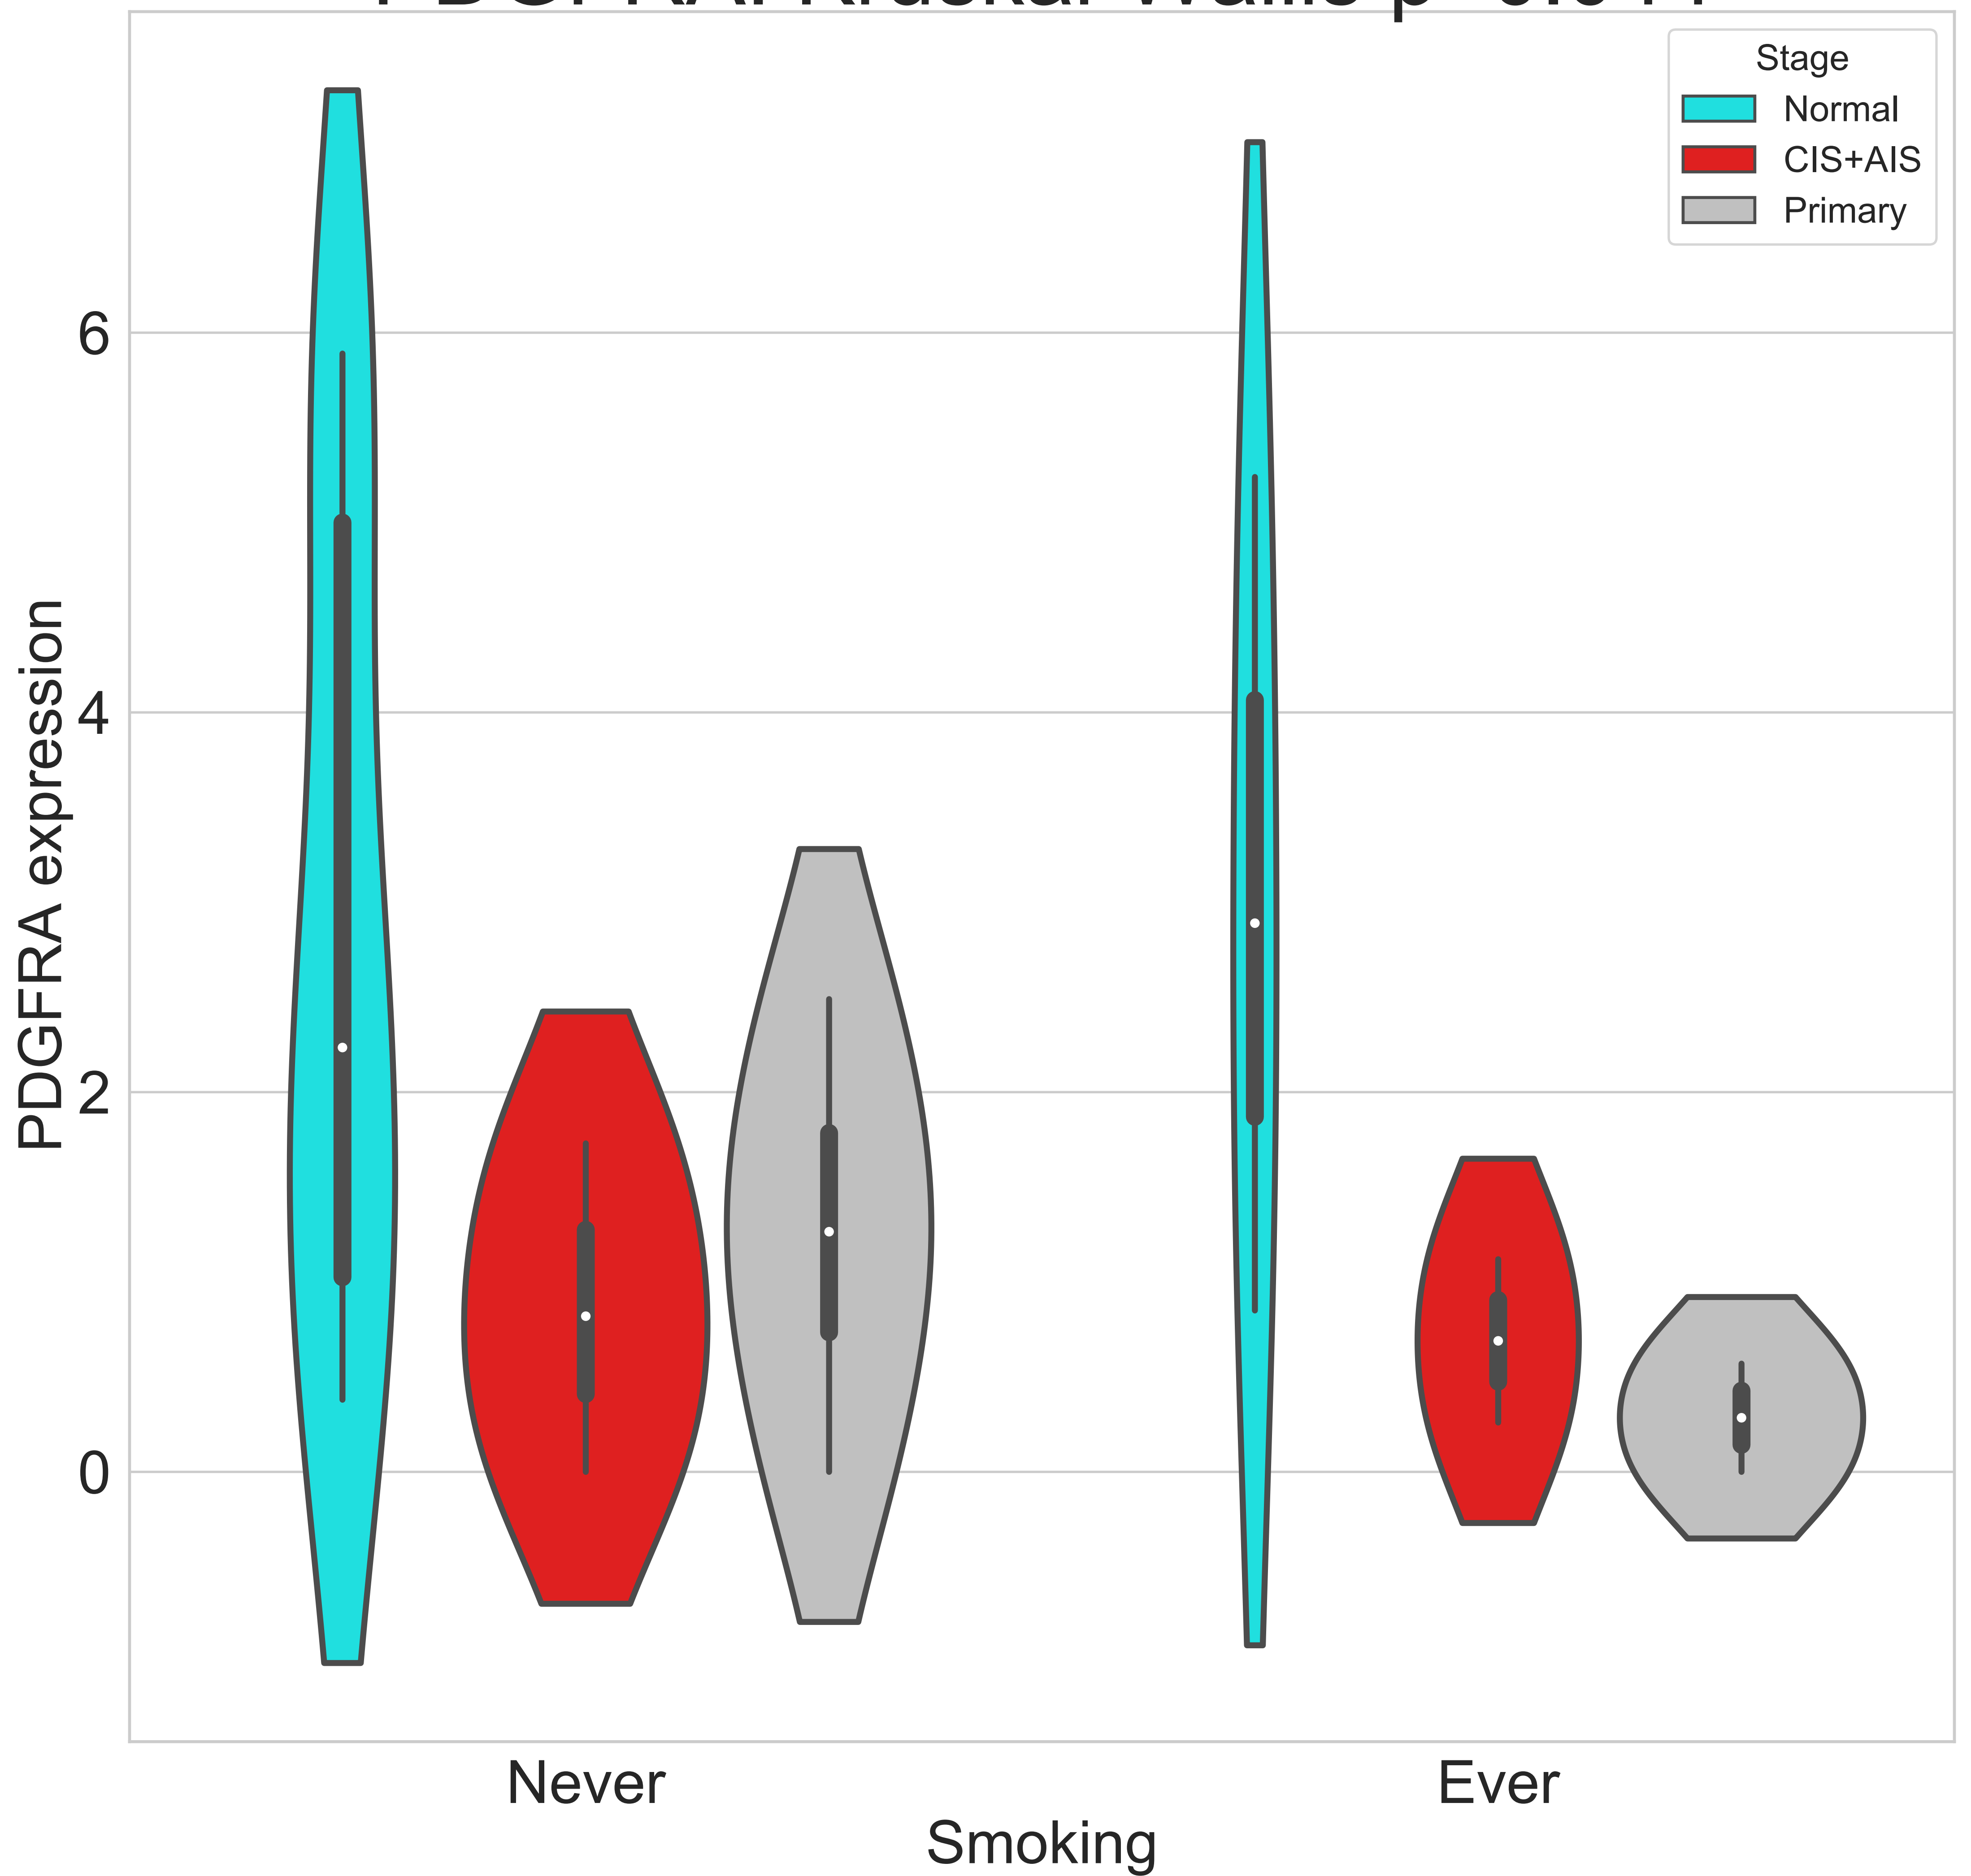 Stage
Normal
CIS+AIS
Primary
6
4
2
0
PDGFRA expression
Never
Ever
Smoking